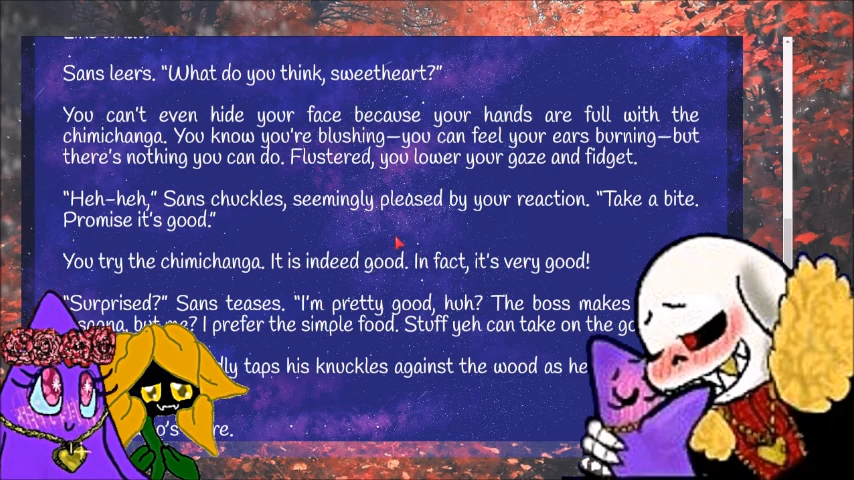 Sans leers. “What do you think, sweetheart?”
You can’t even hide your face because your hands are full with the
chimichanga. You know you’re blushing—you can feel your ears burning—but
there’s nothing you can do. Flustered, you lower your gaze and fidget.
“Heh-heh,” Sans chuckles, seemingly pleased by your reaction. “Take a bite.
Promise it’s good.”
You try the chimichanga. It is indeed good. In fact, it’s very good!
“Surprised?” Sans teases. “I’m pretty good, huh? The boss makes
but me? I prefer the simple food. Stuff yeh can take on the
taps his knuckles against the wood as he